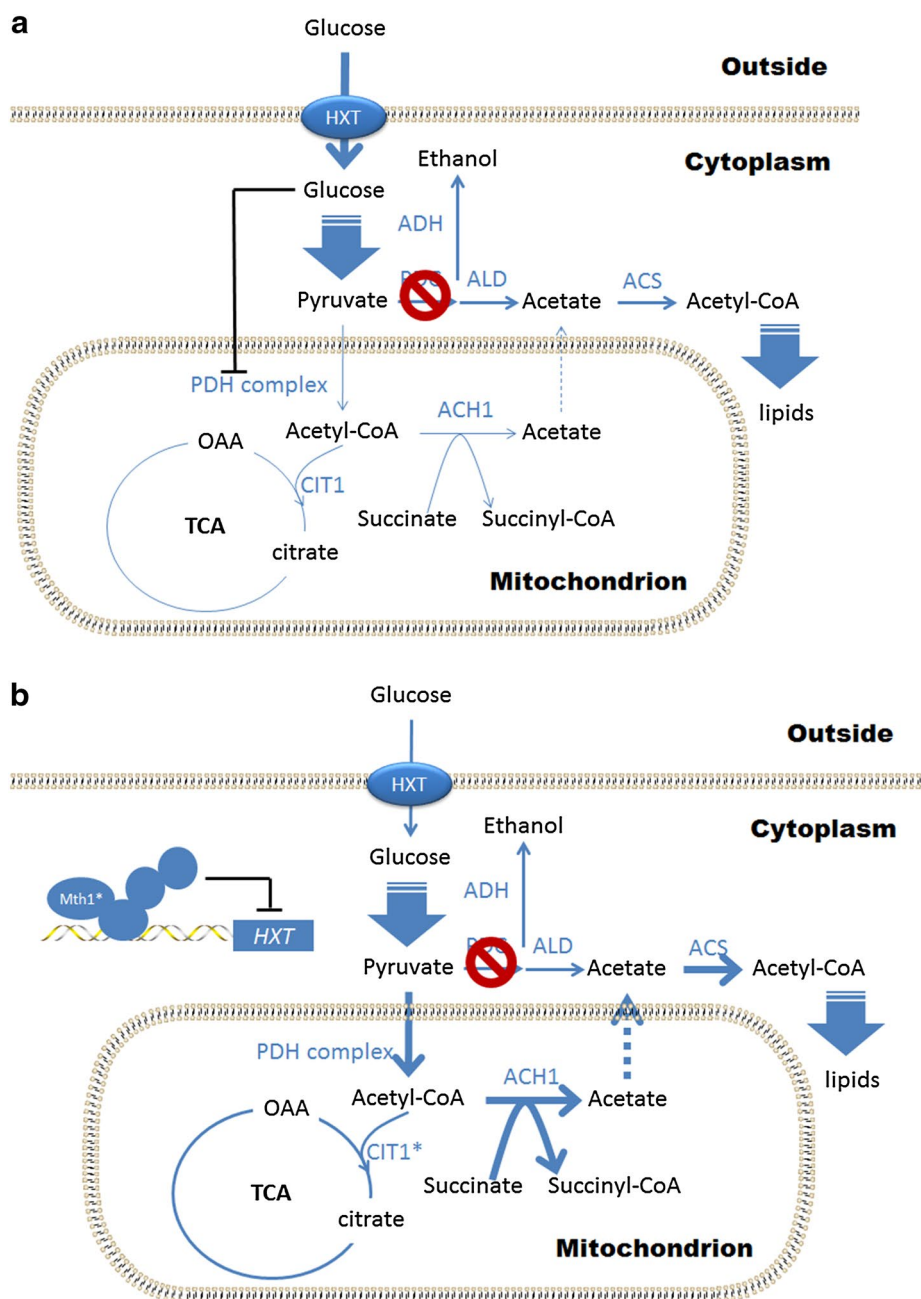 a
Glucose
Outside
HXT
Ethanol
Cytoplasm
Glucose
ADH
PDC ALD ACS
Pyruvate Acetate Acetyl-CoA
PDH complex
ACH1 lipids
OAA Acetyl-CoA Acetate
CIT1
TCA Succinate Succinyl-CoA
citrate
Mitochondrion
b
Glucose
Outside
HXT
Ethanol
Cytoplasm
Glucose
Mth1* ADH
HXT PDC ALD ACS
Pyruvate Acetate Acetyl-CoA
PDH complex
ACH1 lipids
OAA Acetyl-CoA Acetate
CIT1*
TCA Succinate Succinyl-CoA
citrate
Mitochondrion